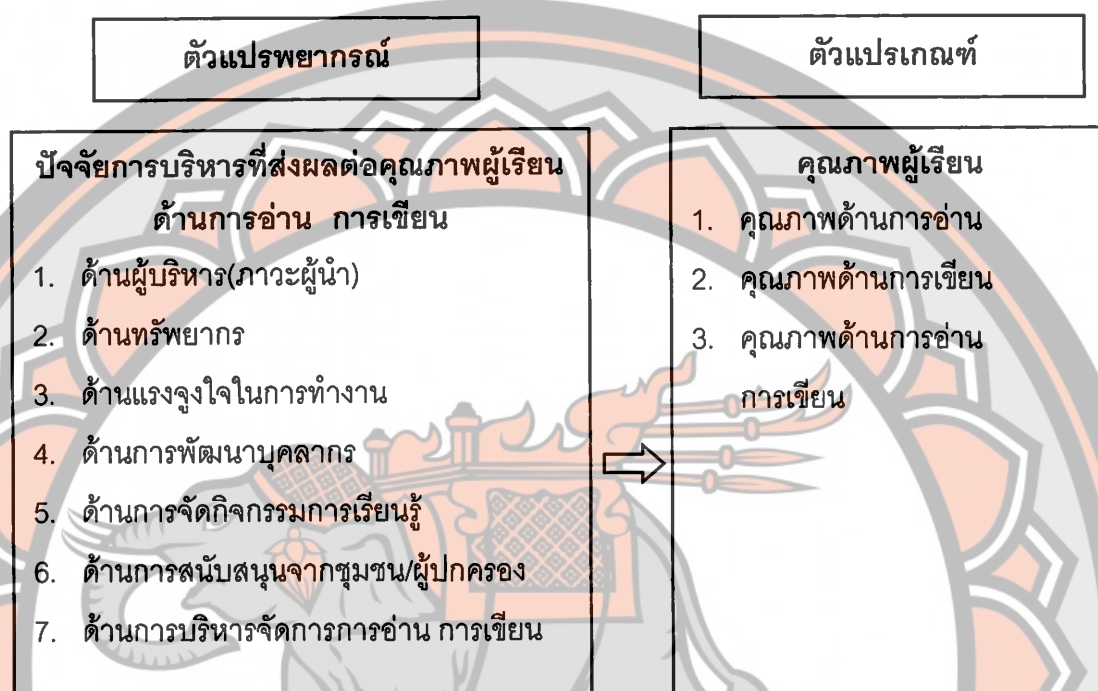 ตัวแปรพยากรณ์
ตัวแปรเกณฑ์
ปัจจัยการบริหารที่ส่งผลต่อคุณภาพผู้เรียน
ด้านการอ่าน การเขียน
1. ด้านผู้บริหาร(ภาวะผู้นำ)
2. ด้านทรัพยากร
3. ด้านแรงจูงใจในการทำงาน
4. ด้านการพัฒนาบุคลากร
5. ด้านการจัดกิจกรรมการเรียนรู้
6. ด้านการสนับสนุนจากชุมชน/ผู้ปกครอง
7. ด้านการบริหารจัดการการอ่าน การเขียน
คุณภาพผู้เรียน
1. คุณภาพด้านการอ่าน
2. คุณภาพด้านการเขียน
3. คุณภาพด้านการอ่าน
การเขียน